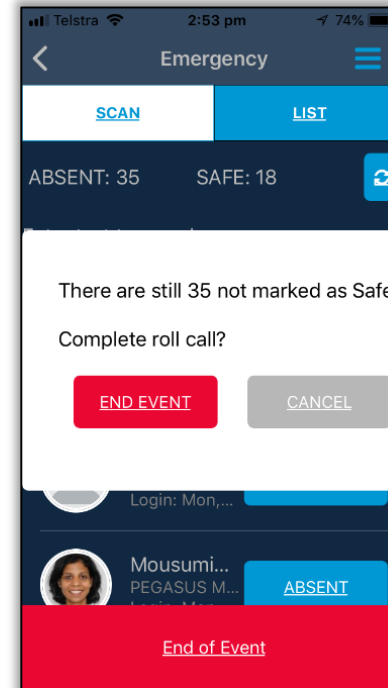 Telstra 2:53 pm 74%
Emergency
SCAN LIST
ABSENT: 35 SAFE: 18
There are still 35 not marked as Safe
Complete roll call?
END EVENT CANCEL
Login: Mon,...
Mousumi...
PEGASUS M... ABSENT
End of Event